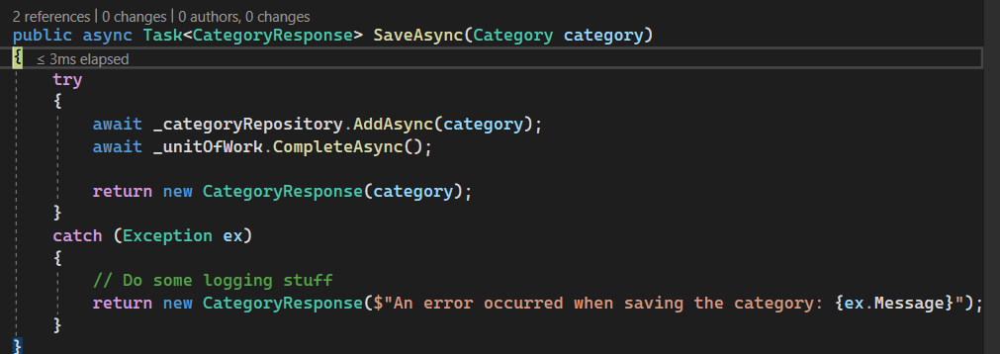 2 references | 0 changes | 0 authors, 0 changes
public async Task<CategoryResponse> SaveAsync(Category category)
{ ≤ 3ms elapsed
try
{
await _categoryRepository.AddAsync(category);
await _unitOfWork.CompleteAsync();
return new CategoryResponse(category);
}
catch (Exception ex)
{
// Do some logging stuff
return new CategoryResponse($"An error occurred when saving the category: {ex.Message}");
}
}